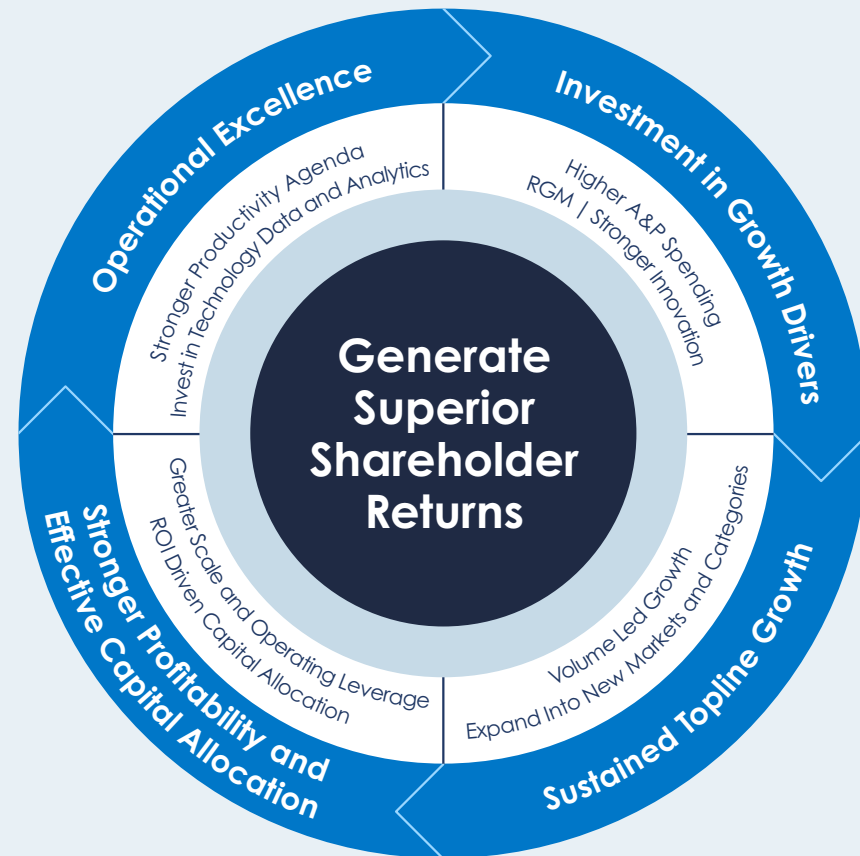 Operational Excellence
Stronger Productivity Agenda
Invest in Technology Data and Analytics
Investment in Growth Drivers
Higher A&P Spending
RGM | Stronger Innovation
Generate
Superior
Shareholder
Returns
Volume Led Growth
Expand Into New Markets and Categories
Sustained Topline Growth
Greater Scale and Operating Leverage
ROI Driven Capital Allocation
Stronger Profitability and
Effective Capital Allocation